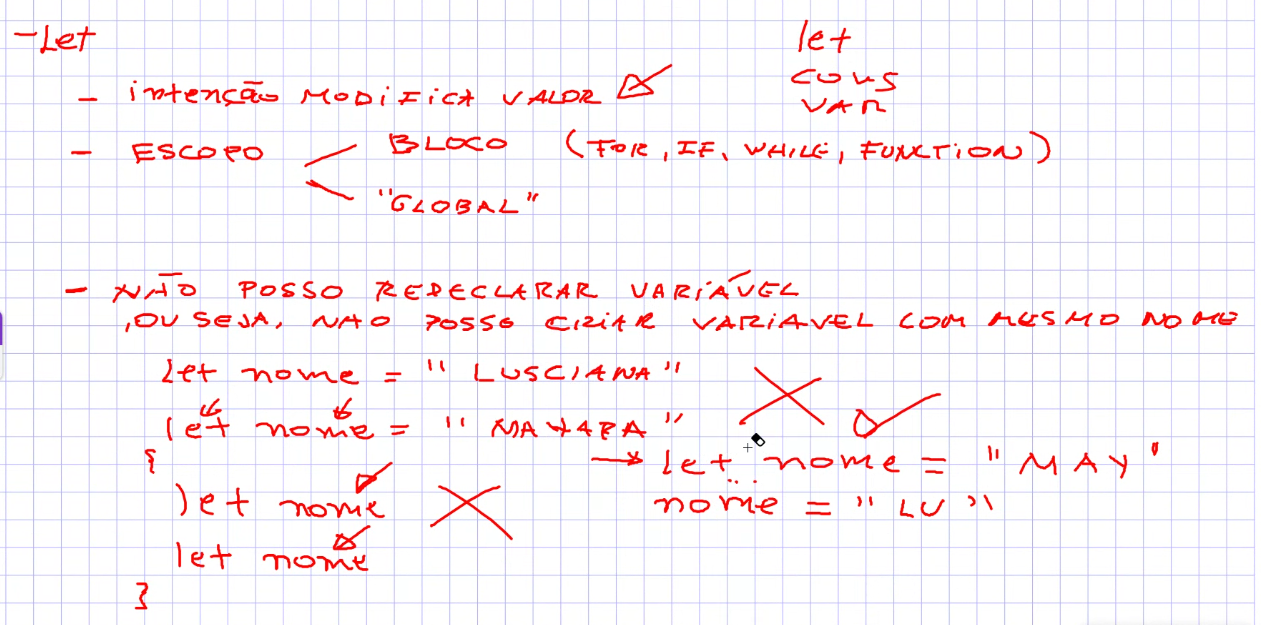 -Let
let
CONS
VAR
- intenção MODIFICA VALOR
- ESCOPO
BLOCO (FOR, IF, WHILE, FUNCTION)
"GLOBAL"
- NÃO POSSO REDECLARAR VARIÁVEL
,OU SEJA, NAO POSSO CRIAR VARIAVEL COM MESMO NOME
let nome = "LUSCIANA"
let nome = "MAYARA"
{
let nome
let nome
}
→ let nome = "MAY"
nome = "LU"